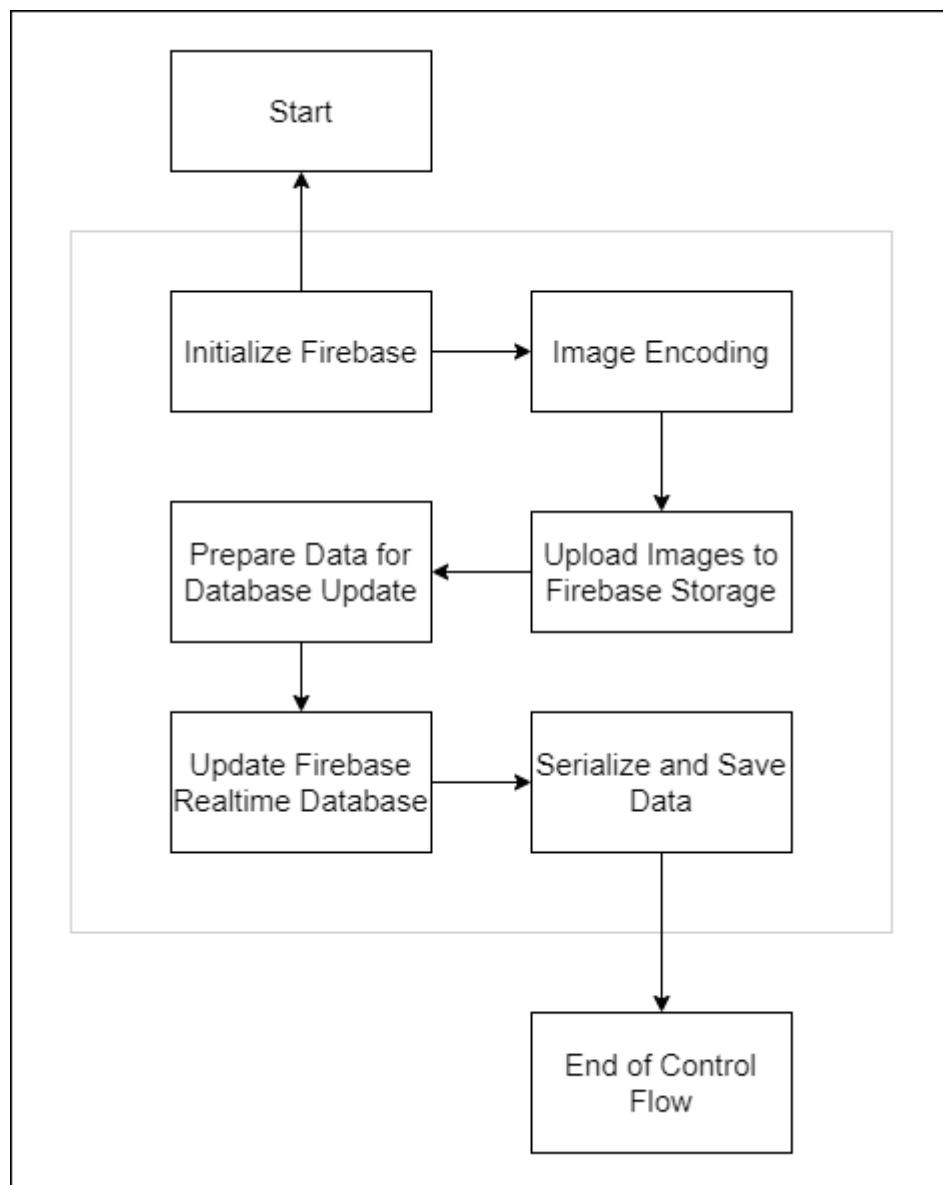 Start
Initialize Firebase
Image Encoding
Upload Images to
Firebase Storage
Prepare Data for
Database Update
Update Firebase
Realtime Database
Serialize and Save
Data
End of Control
Flow